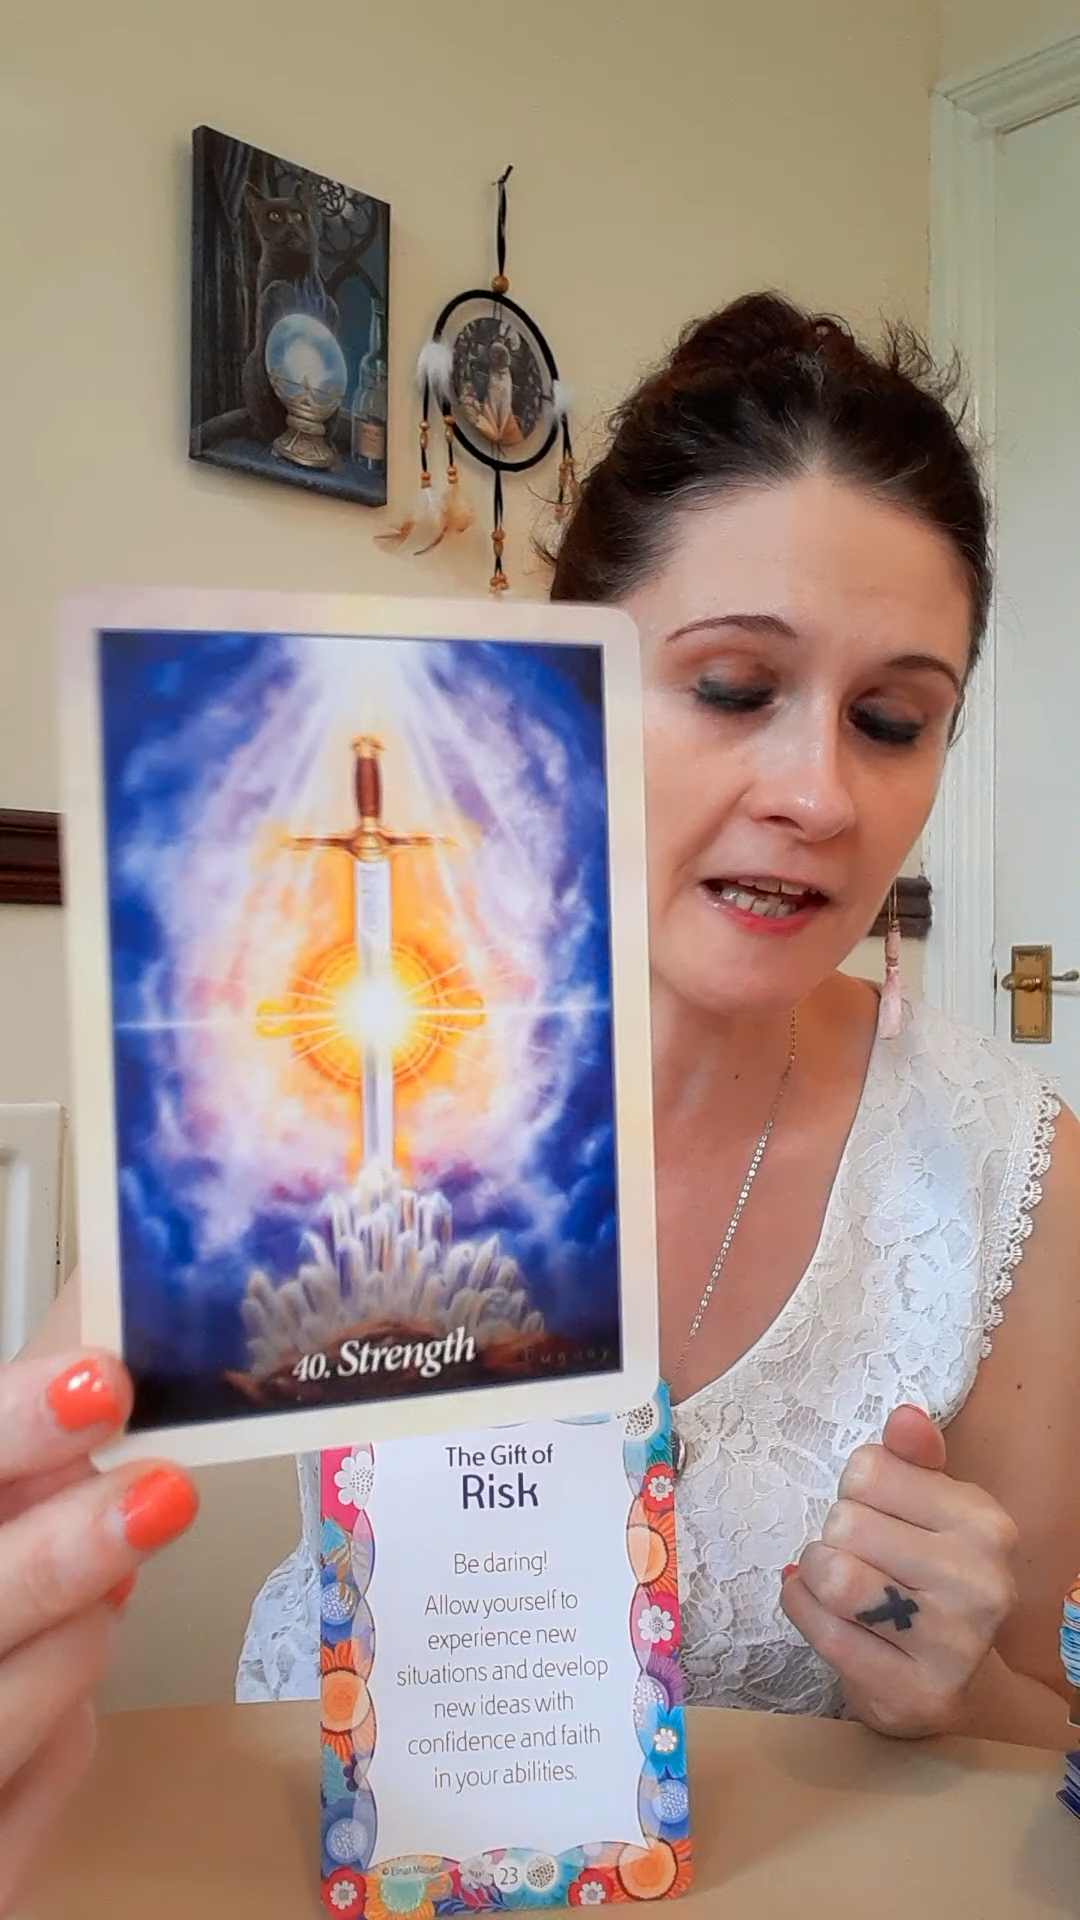 40. Strength
The Gift of
Risk
Be daring!
Allow yourself to
experience new
situations and develop
new ideas with
confidence and faith
in your abilities.
© Einat
23